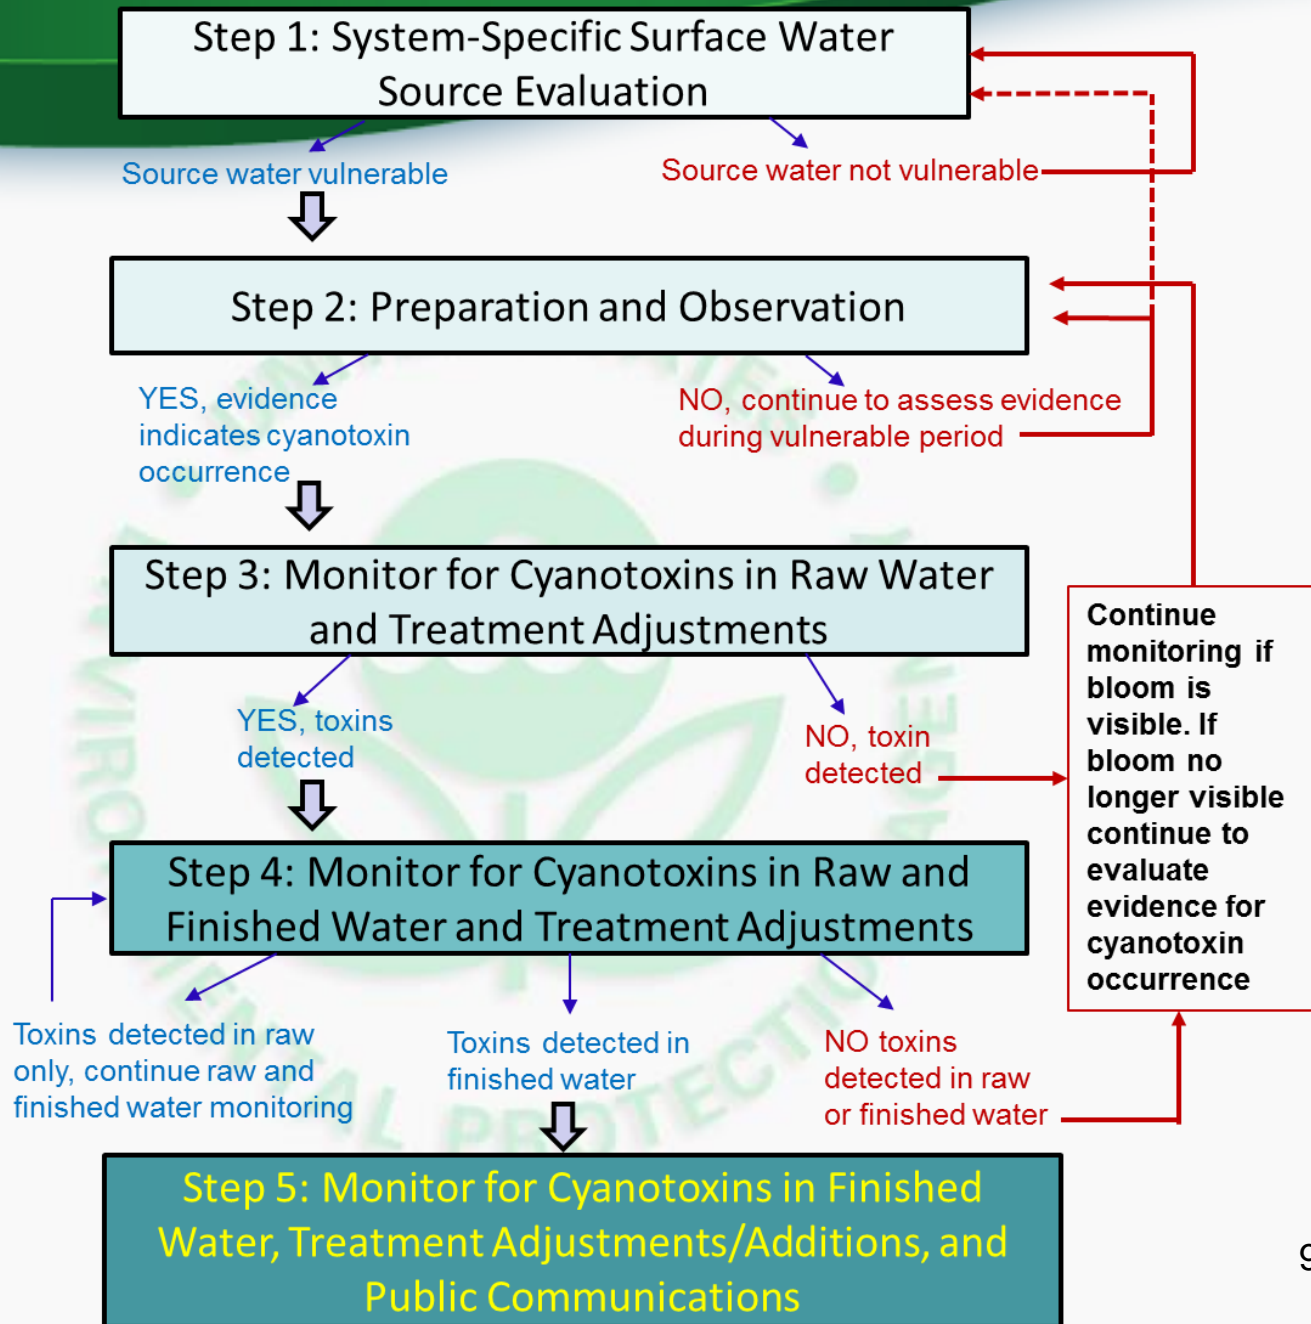 Step 1: System-Specific Surface Water
Source Evaluation
Source water vulnerable
Source water not vulnerable
Step 2: Preparation and Observation
YES, evidence
indicates cyanotoxin
occurrence
NO, continue to assess evidence
during vulnerable period
Step 3: Monitor for Cyanotoxins in Raw Water
and Treatment Adjustments
YES, toxins
detected
NO, toxin
detected
Continue
monitoring if
bloom is
visible. If
bloom no
longer visible
continue to
evaluate
evidence for
cyanotoxin
occurrence
Step 4: Monitor for Cyanotoxins in Raw and
Finished Water and Treatment Adjustments
Toxins detected in raw
only, continue raw and
finished water monitoring
Toxins detected in
finished water
NO toxins
detected in raw
or finished water
Step 5: Monitor for Cyanotoxins in Finished
Water, Treatment Adjustments/Additions, and
Public Communications
9